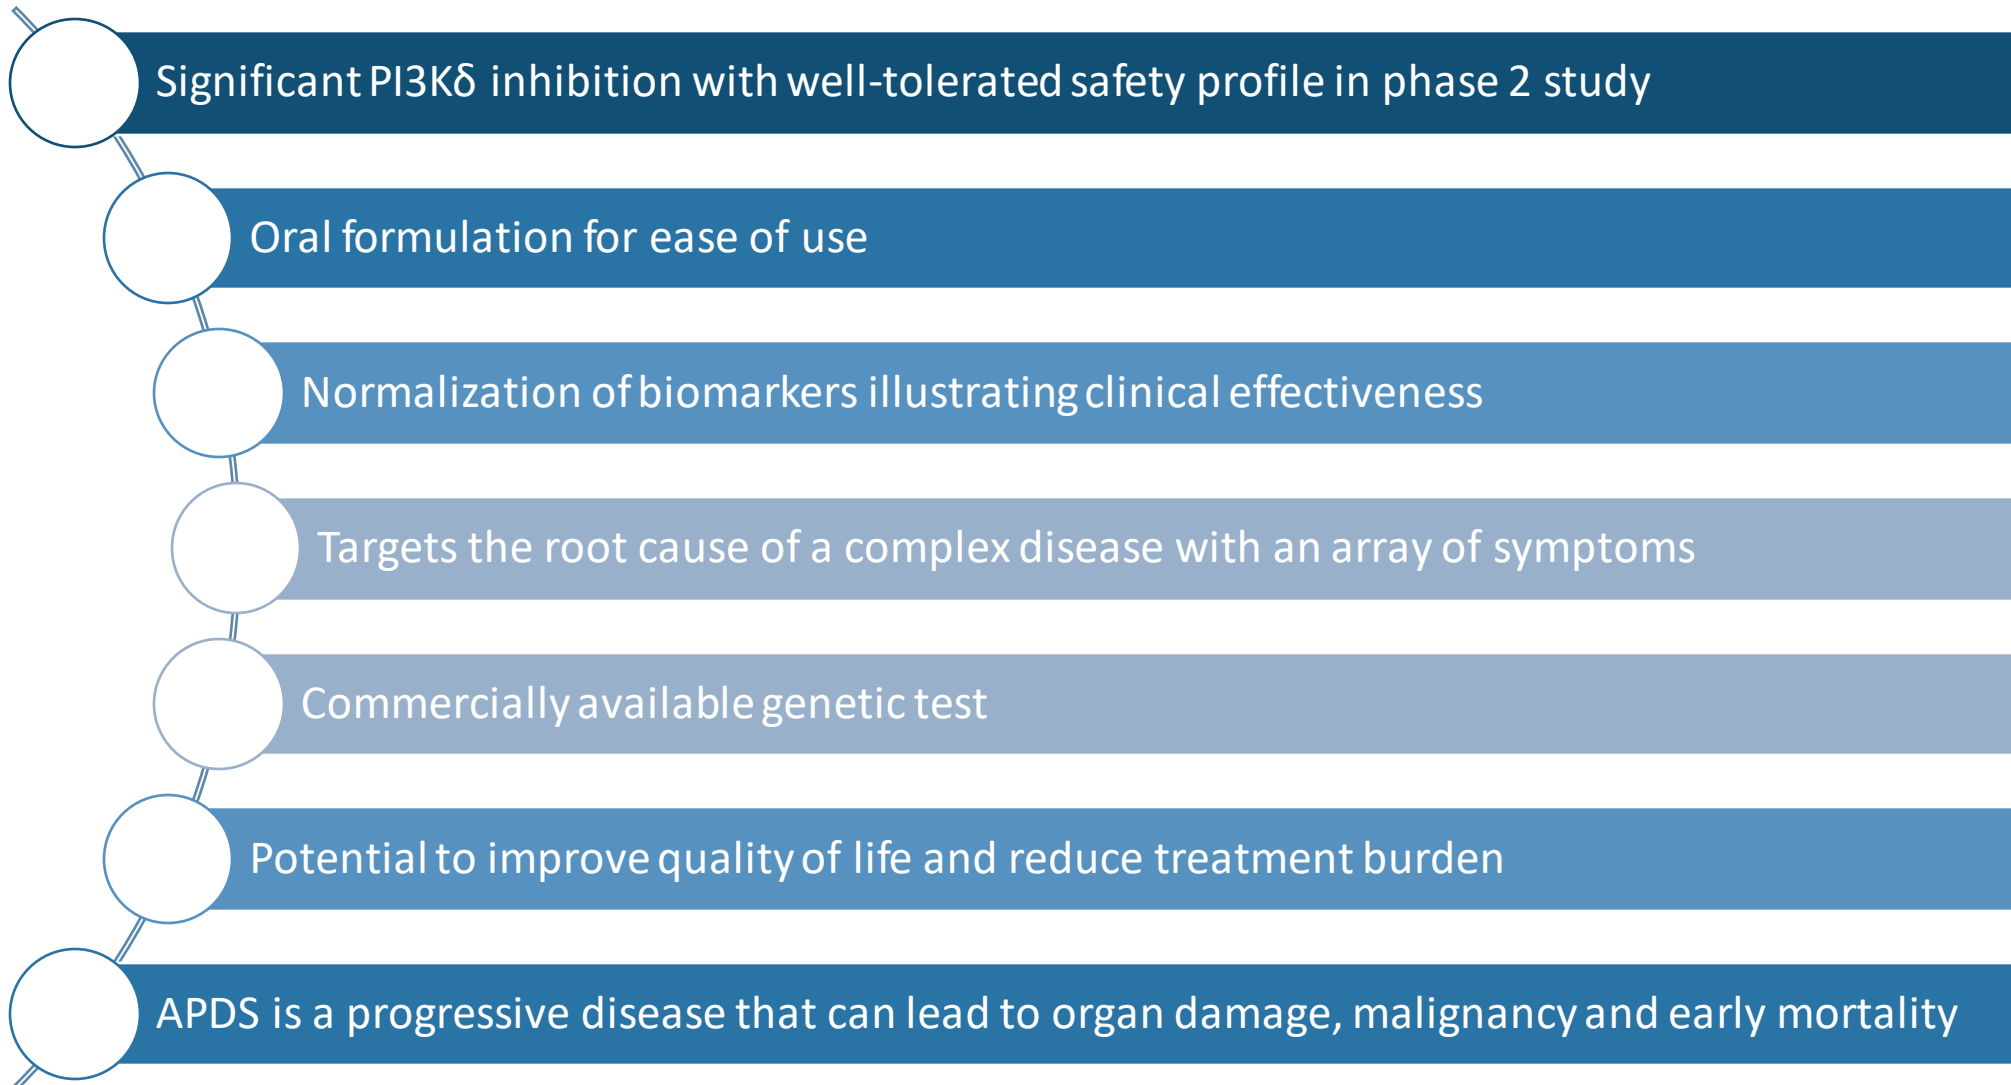 Significant PI3Kδ inhibition with well-tolerated safety profile in phase 2 study
Oral formulation for ease of use
Normalization of biomarkers illustrating clinical effectiveness
Targets the root cause of a complex disease with an array of symptoms
Commercially available genetic test
Potential to improve quality of life and reduce treatment burden
APDS is a progressive disease that can lead to organ damage, malignancy and early mortality